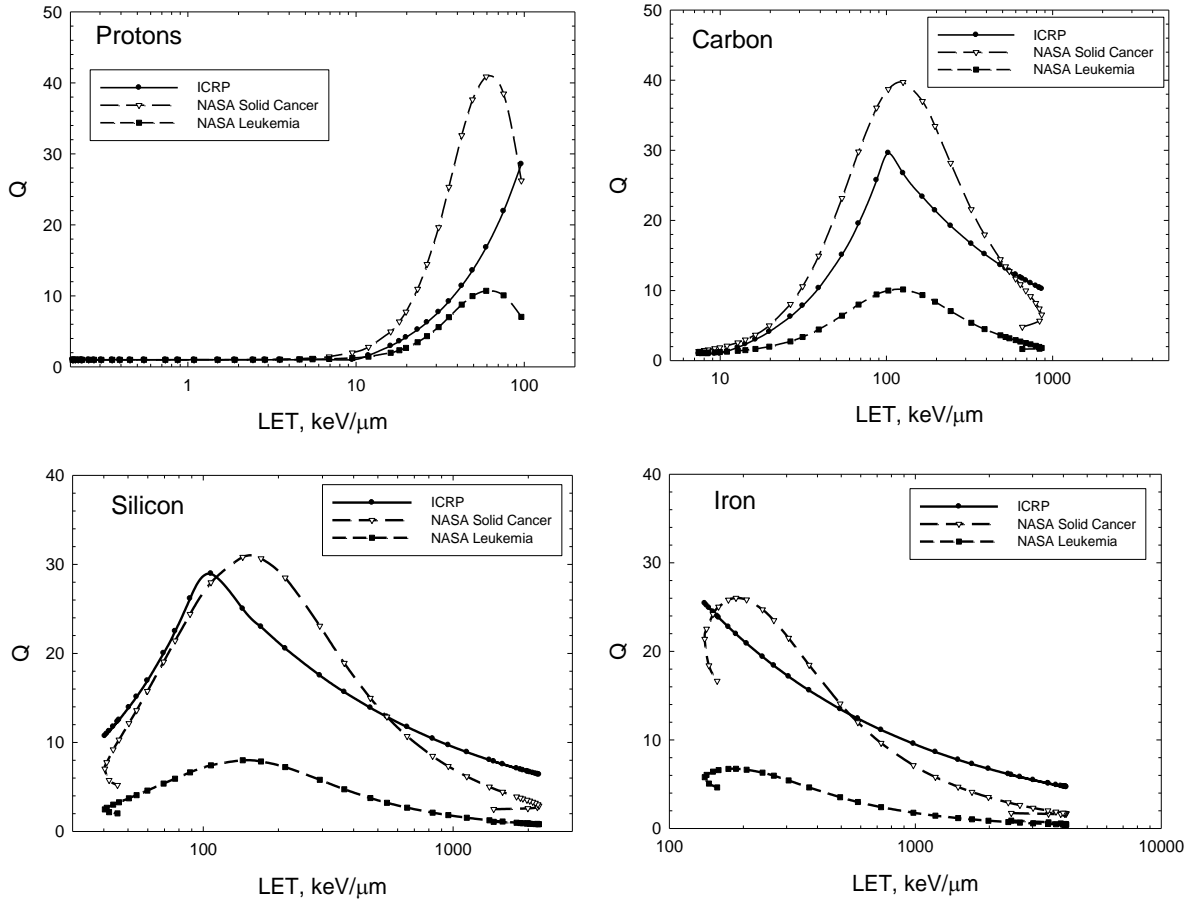 Protons
ICRP
NASA Solid Cancer
NASA Leukemia
Q
50
40
30
20
10
0
1
10
100
LET, keV/μm
Carbon
ICRP
NASA Solid Cancer
NASA Leukemia
Q
50
40
30
20
10
0
10
100
1000
LET, keV/μm
Silicon
ICRP
NASA Solid Cancer
NASA Leukemia
Q
40
30
20
10
0
100
1000
LET, keV/μm
Iron
ICRP
NASA Solid Cancer
NASA Leukemia
Q
40
30
20
10
0
100
1000
10000
LET, keV/μm